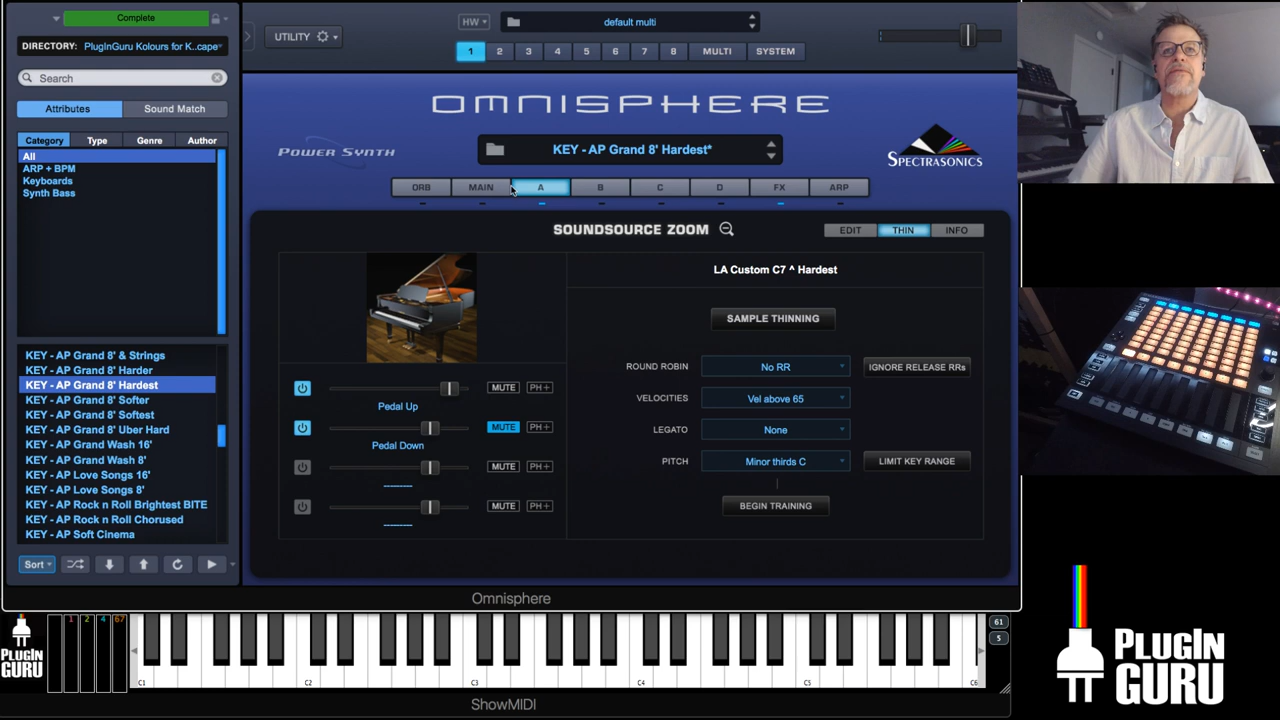 Complete
DIRECTORY: PlugInGuru Kolours for K..cape
Search
Attributes Sound Match
Category Type Genre Author
All
ARP + BPM
Keyboards
Synth Bass
KEY - AP Grand 8' & Strings
KEY - AP Grand 8' Harder
KEY - AP Grand 8' Hardest
KEY - AP Grand 8' Softer
KEY - AP Grand 8' Softest
KEY - AP Grand 8' Uber Hard
KEY - AP Grand Wash 16'
KEY - AP Grand Wash 8'
KEY - AP Love Songs 16'
KEY - AP Love Songs 8'
KEY - AP Rock n Roll Brightest BITE
KEY - AP Rock n Roll Chorused
KEY - AP Soft Cinema
Sort
UTILITY
HW
default multi
1 2 3 4 5 6 7 8 MULTI SYSTEM
OMNISPHERE
POWER SYNTH
KEY - AP Grand 8' Hardest*
SPECTRASONICS
ORB MAIN A B C D FX ARP
SOUNDSOURCE ZOOM
EDIT THIN INFO
LA Custom C7 ^ Hardest
SAMPLE THINNING
ROUND ROBIN No RR IGNORE RELEASE RRs
VELOCITIES Vel above 65
LEGATO None
PITCH Minor thirds C LIMIT KEY RANGE
BEGIN TRAINING
MUTE PH+
Pedal Up
MUTE PH+
Pedal Down
MUTE PH+
--------
MUTE PH+
--------
Omnisphere
PLUGIN
GURU
1 2 4 67
C1 C2 C3 C4 C5 C6
61
5
ShowMIDI
PLUGIN
GURU